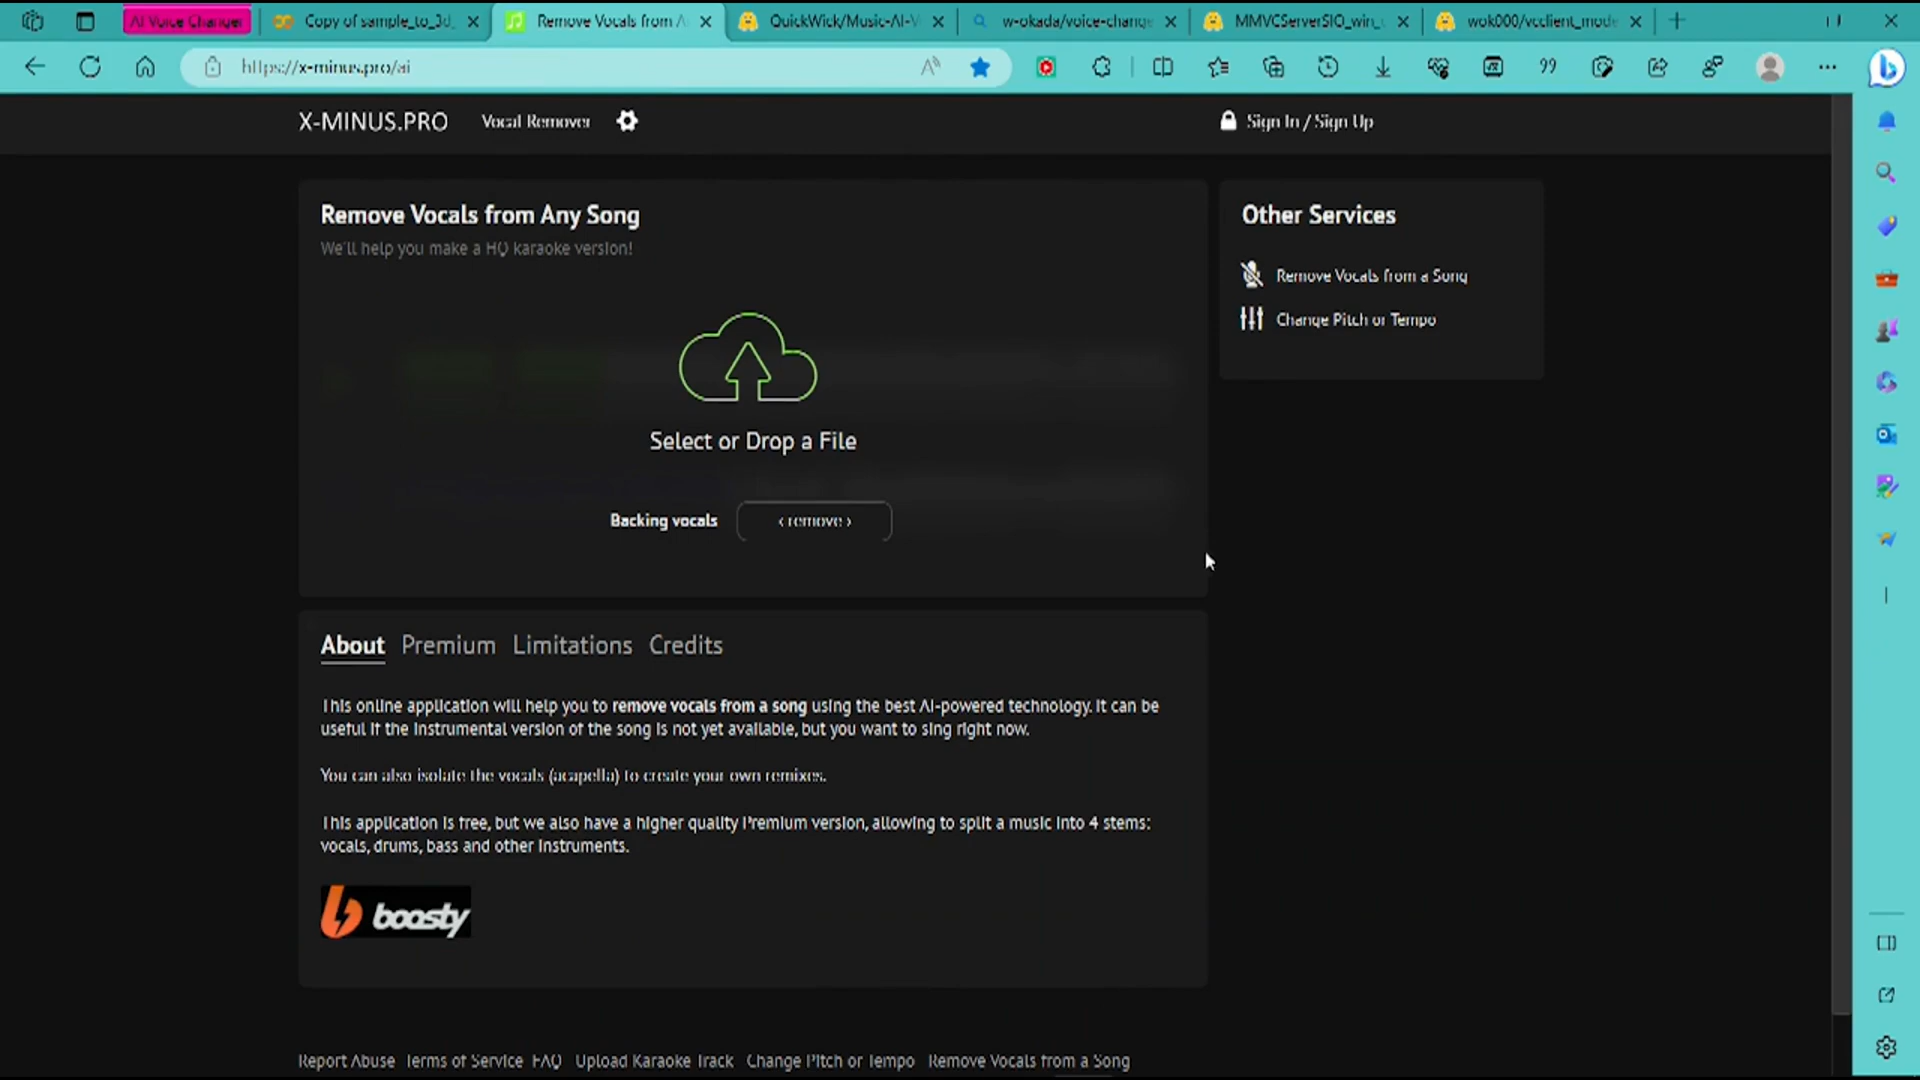 AI Voice Changer
Copy of sample_to_3d_
Remove Vocals from A
QuickWick/Music-AI-V
w-okada/voice-change
MMVCServerSIO_win_
wok000/vcclient_mode
https://x-minus.pro/ai
X-MINUS.PRO
Vocal Remover
Sign In / Sign Up
Remove Vocals from Any Song
We'll help you make a HQ karaoke version!
Select or Drop a File
Backing vocals
‹ remove ›
Other Services
Remove Vocals from a Song
Change Pitch or Tempo
About Premium Limitations Credits
This online application will help you to remove vocals from a song using the best AI-powered technology. It can be
useful if the instrumental version of the song is not yet available, but you want to sing right now.
You can also isolate the vocals (acapella) to create your own remixes.
This application is free, but we also have a higher quality Premium version, allowing to split a music into 4 stems:
vocals, drums, bass and other instruments.
boosty
Report Abuse Terms of Service FAQ Upload Karaoke Track Change Pitch or Tempo Remove Vocals from a Song